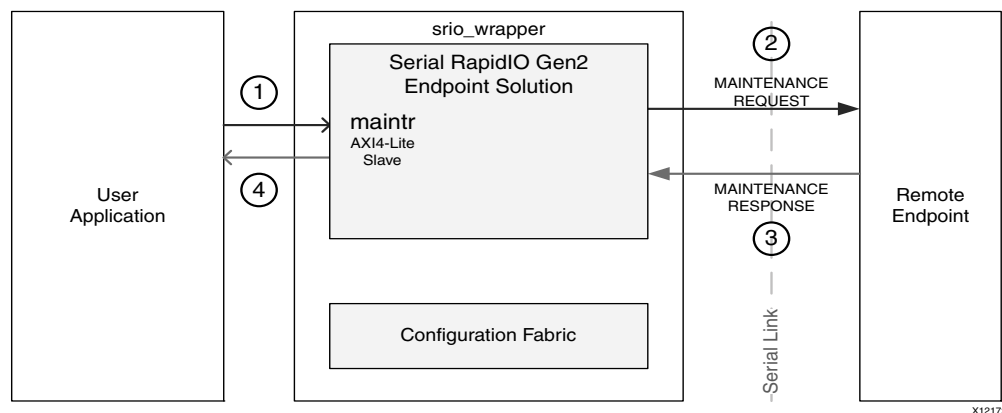 srio_wrapper
Serial RapidIO Gen2
Endpoint Solution
2
1
MAINTENANCE
REQUEST
maintr
AXI4-Lite
Slave
4
User
Application
MAINTENANCE
RESPONSE
3
Remote
Endpoint
Configuration Fabric
Serial Link
X1217